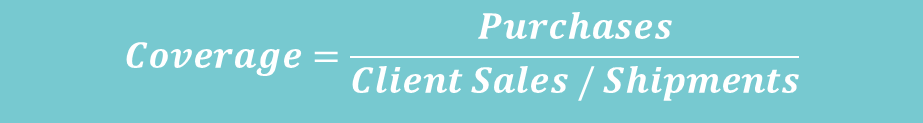 Coverage = Purchases
Client Sales / Shipments